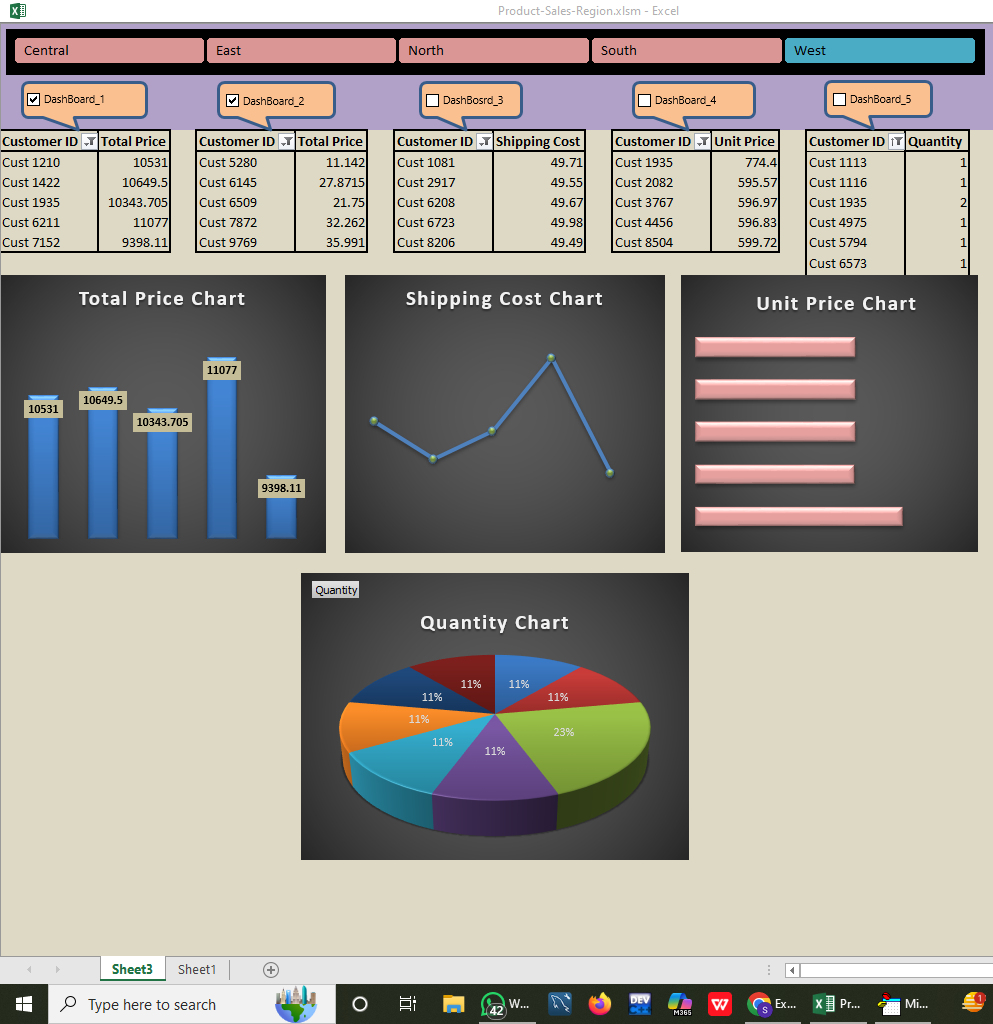 Product-Sales-Region.xlsm - Excel
Central East North South West
DashBoard_1 DashBoard_2 DashBosrd_3 DashBoard_4 DashBoard_5
Customer ID Total Price Customer ID Total Price Customer ID Shipping Cost Customer ID Unit Price Customer ID Quantity
Cust 1210 10531 Cust 5280 11.142 Cust 1081 49.71 Cust 1935 774.4 Cust 1113 1
Cust 1422 10649.5 Cust 6145 27.8715 Cust 2917 49.55 Cust 2082 595.57 Cust 1116 1
Cust 1935 10343.705 Cust 6509 21.75 Cust 6208 49.67 Cust 3767 596.97 Cust 1935 2
Cust 6211 11077 Cust 7872 32.262 Cust 6723 49.98 Cust 4456 596.83 Cust 4975 1
Cust 7152 9398.11 Cust 9769 35.991 Cust 8206 49.49 Cust 8504 599.72 Cust 5794 1
Cust 6573 1
Total Price Chart
10531
10649.5
10343.705
11077
9398.11
Shipping Cost Chart
Unit Price Chart
Quantity
Quantity Chart
11%
11%
23%
11%
11%
11%
11%
11%
Sheet3 Sheet1
Type here to search
42 W... DEV M365 W S Ex... Pr... Mi... 1